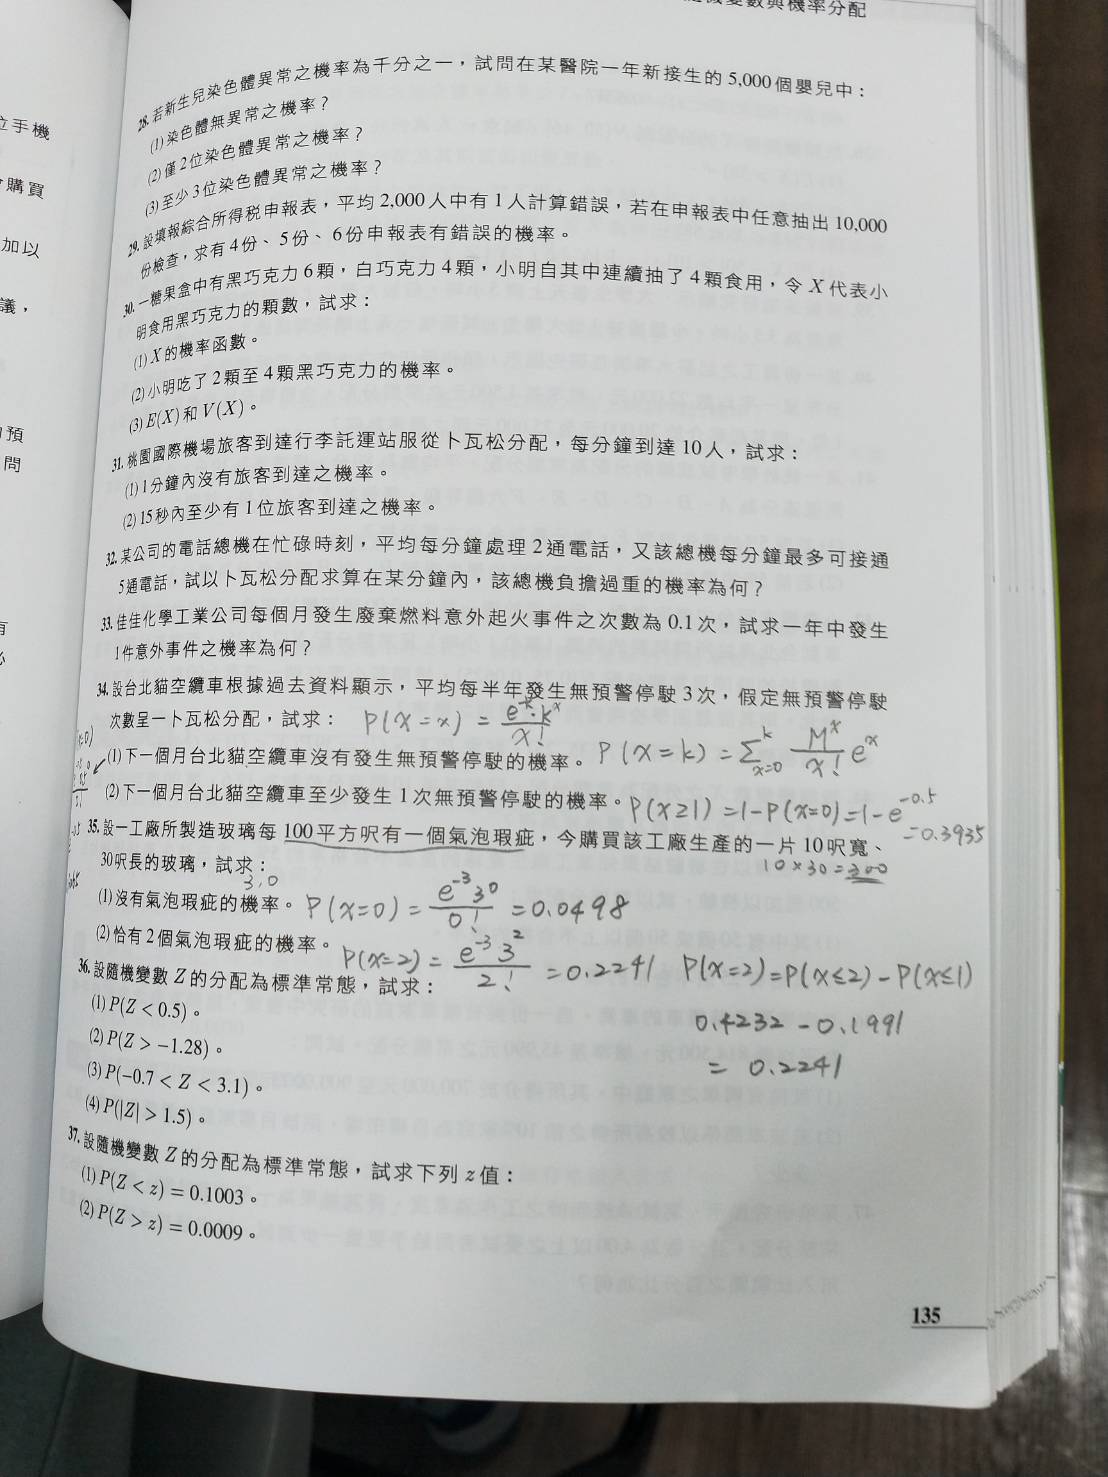 變數與機率分配
28. 若新生兒染色體異常之機率為千分之一，試問在某醫院一年新接生的 5,000 個嬰兒中：
(1) 染色體無異常之機率？
(2) 僅 2 位染色體異常之機率？
(3) 至少 3 位染色體異常之機率？
29. 設填報綜合所得稅申報表，平均 2,000 人中有 1 人計算錯誤，若在申報表中任意抽出 10,000
份檢查，求有 4 份、5 份、6 份申報表有錯誤的機率。
30. 一糖果盒中有黑巧克力 6 顆，白巧克力 4 顆，小明自其中連續抽了 4 顆食用，令 X 代表小
明食用黑巧克力的顆數，試求：
(1) X 的機率函數。
(2) 小明吃了 2 顆至 4 顆黑巧克力的機率。
(3) E(X) 和 V(X)。
31. 桃園國際機場旅客到達行李託運站服從卜瓦松分配，每分鐘到達 10 人，試求：
(1) 1 分鐘內沒有旅客到達之機率。
(2) 15 秒內至少有 1 位旅客到達之機率。
32. 某公司的電話總機在忙碌時刻，平均每分鐘處理 2 通電話，又該總機每分鐘最多可接通
5 通電話，試以卜瓦松分配求算在某分鐘內，該總機負擔過重的機率為何？
33. 佳佳化學工業公司每個月發生廢棄燃料意外起火事件之次數為 0.1 次，試求一年中發生
1 件意外事件之機率為何？
34. 設台北貓空纜車根據過去資料顯示，平均每半年發生無預警停駛 3 次，假定無預警停駛
次數呈一卜瓦松分配，試求： P(x=x) = e^-k·k^x / x!
(1) 下一個月台北貓空纜車沒有發生無預警停駛的機率。 P(x=k) = Σ_{x=0}^{k} M^x / x! e^x
(2) 下一個月台北貓空纜車至少發生 1 次無預警停駛的機率。 P(x≥1) = 1-P(x=0) = 1-e^-0.5
=0.3935
35. 設一工廠所製造玻璃每 100 平方呎有一個氣泡瑕疵，今購買該工廠生產的一片 10 呎寬、
10×30=300
30 呎長的玻璃，試求：
3,0
(1) 沒有氣泡瑕疵的機率。 P(x=0) = e^-3 3^0 / 0! = 0.0498
(2) 恰有 2 個氣泡瑕疵的機率。 P(x=2) = e^-3 3^2 / 2! = 0.2241 P(x=2)=P(x≤2)-P(x≤1)
0.4232 - 0.1991
= 0.2241
36. 設隨機變數 Z 的分配為標準常態，試求：
(1) P(Z < 0.5)。
(2) P(Z > -1.28)。
(3) P(-0.7 < Z < 3.1)。
(4) P(|Z| > 1.5)。
37. 設隨機變數 Z 的分配為標準常態，試求下列 z 值：
(1) P(Z < z) = 0.1003。
(2) P(Z > z) = 0.0009。
135
位手機
購買
加以
議，
預
問
有